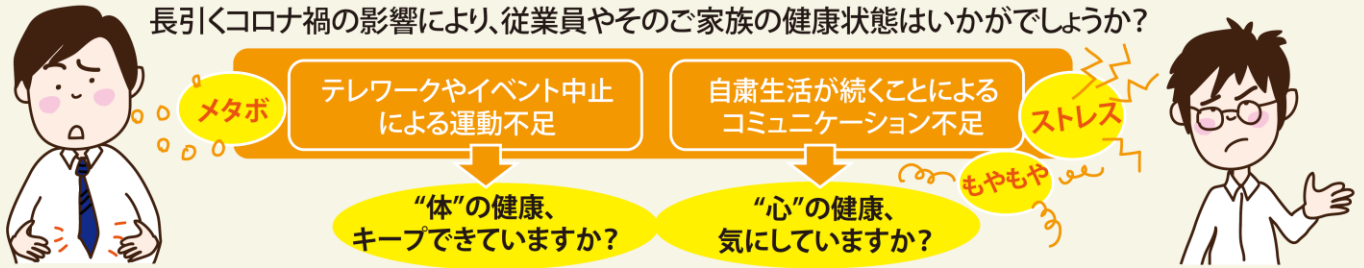 長引くコロナ禍の影響により、従業員やそのご家族の健康状態はいかがでしょうか?
メタボ
テレワークやイベント中止
による運動不足
自粛生活が続くことによる
コミュニケーション不足
ストレス
もやもや
“体”の健康、
キープできていますか?
“心”の健康、
気にしていますか?